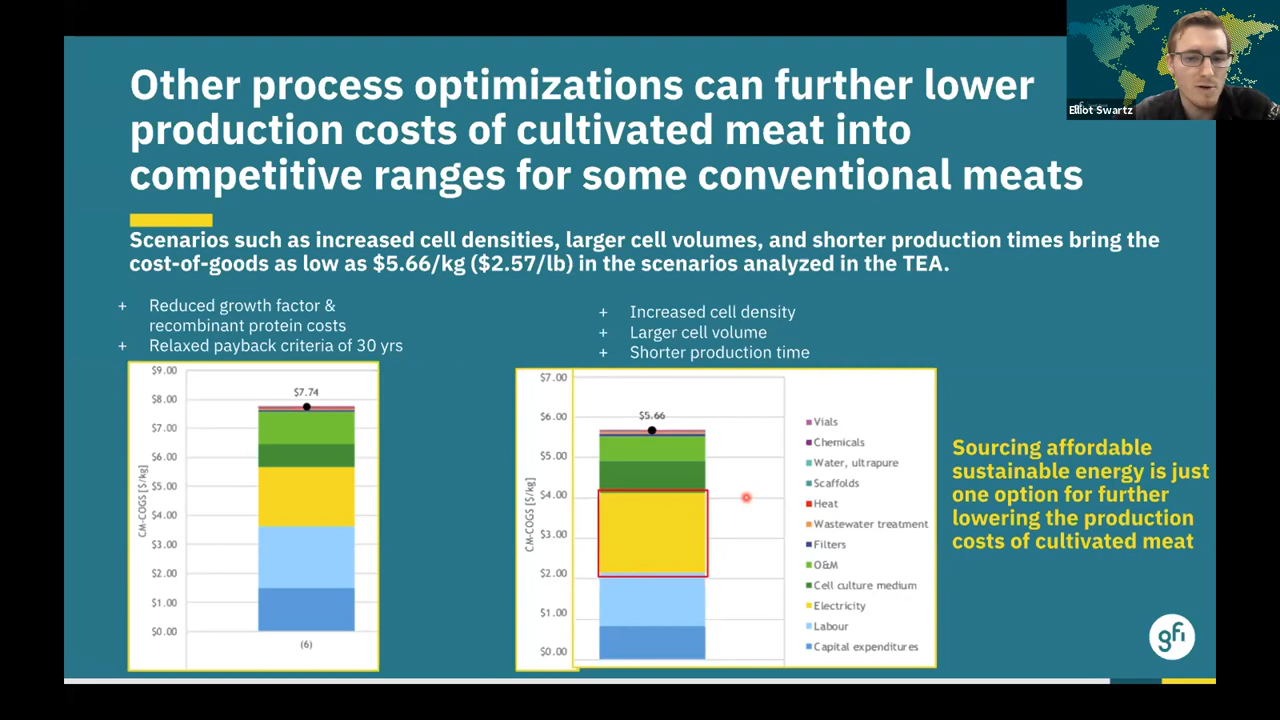 Elliot Swartz
Other process optimizations can further lower
production costs of cultivated meat into
competitive ranges for some conventional meats
Scenarios such as increased cell densities, larger cell volumes, and shorter production times bring the
cost-of-goods as low as $5.66/kg ($2.57/lb) in the scenarios analyzed in the TEA.
+ Reduced growth factor &
recombinant protein costs
+ Relaxed payback criteria of 30 yrs
+ Increased cell density
+ Larger cell volume
+ Shorter production time
$9.00
$8.00
$7.00
$6.00
$5.00
$4.00
$3.00
$2.00
$1.00
$0.00
CM-COGS [$/kg]
$7.74
(6)
$7.00
$6.00
$5.00
$4.00
$3.00
$2.00
$1.00
$0.00
CM-COGS [$/kg]
$5.66
Vials
Chemicals
Water, ultrapure
Scaffolds
Heat
Wastewater treatment
Filters
O&M
Cell culture medium
Electricity
Labour
Capital expenditures
Sourcing affordable
sustainable energy is just
one option for further
lowering the production
costs of cultivated meat
gfi